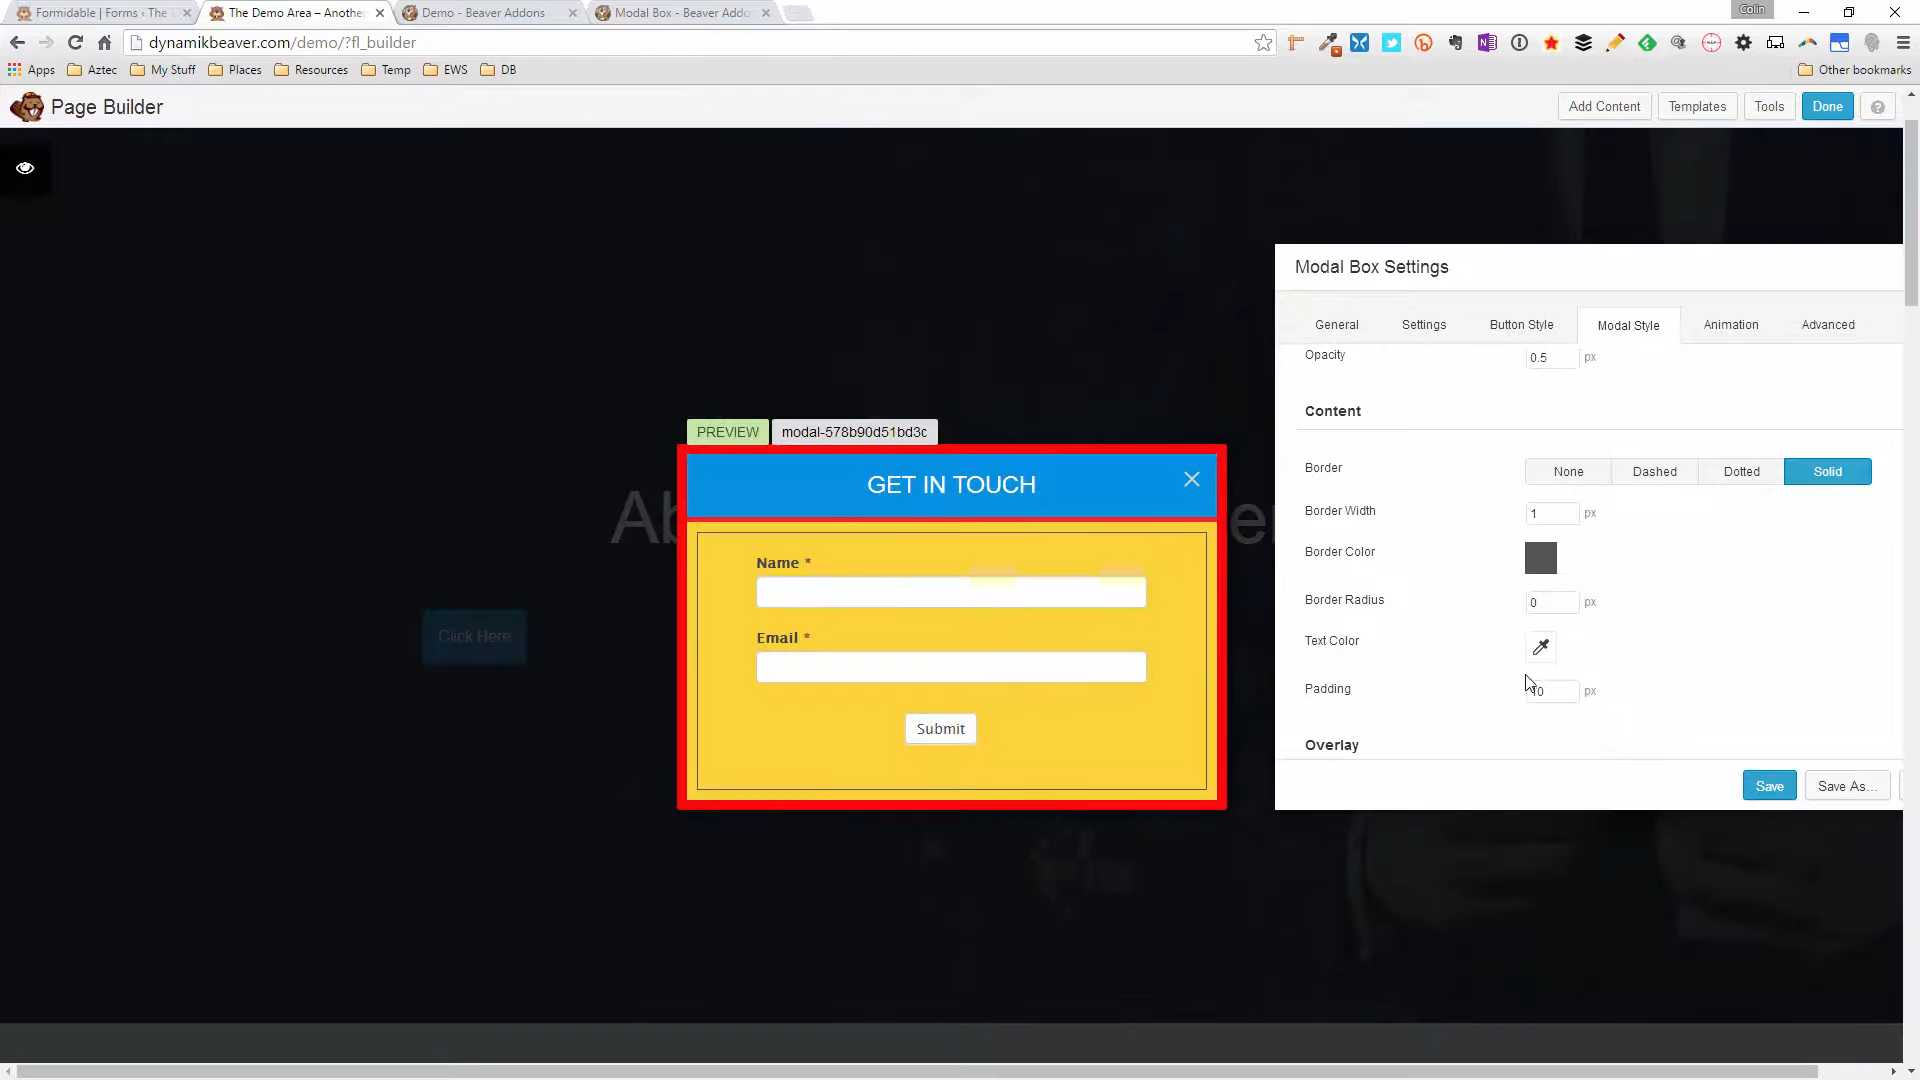 Formidable | Forms ‹ The
The Demo Area – Another
Demo - Beaver Addons
Modal Box - Beaver Addo
Colin
dynamikbeaver.com/demo/?fl_builder
Apps
Aztec
My Stuff
Places
Resources
Temp
EWS
DB
Other bookmarks
Page Builder
Add Content
Templates
Tools
Done
Modal Box Settings
General
Settings
Button Style
Modal Style
Animation
Advanced
Opacity
0.5
px
Content
Border
None
Dashed
Dotted
Solid
Border Width
1
px
Border Color
Border Radius
0
px
Text Color
Padding
10
px
Overlay
Save
Save As...
PREVIEW
modal-578b90d51bd3c
GET IN TOUCH
Name *
Email *
Submit
Click Here